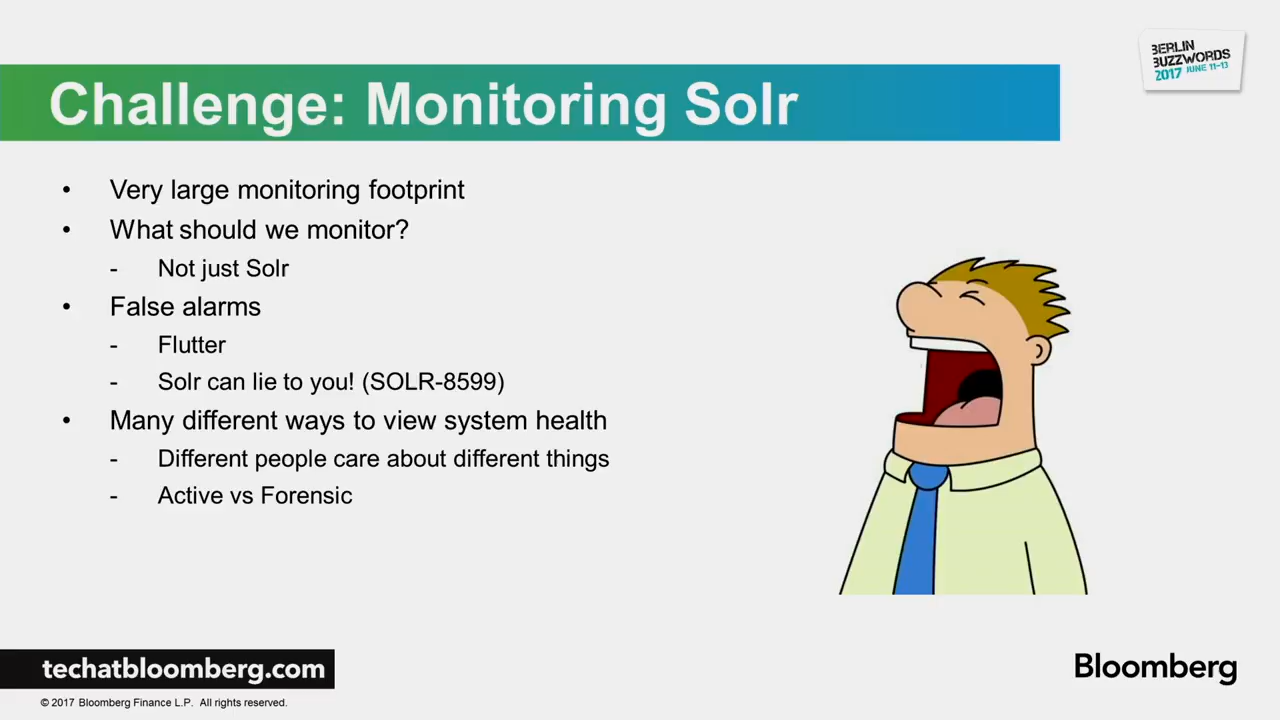 BERLIN
BUZZWORDS
2017 JUNE 11-13
Challenge: Monitoring Solr
• Very large monitoring footprint
• What should we monitor?
- Not just Solr
• False alarms
- Flutter
- Solr can lie to you! (SOLR-8599)
• Many different ways to view system health
- Different people care about different things
- Active vs Forensic
techatbloomberg.com
Bloomberg
© 2017 Bloomberg Finance L.P. All rights reserved.